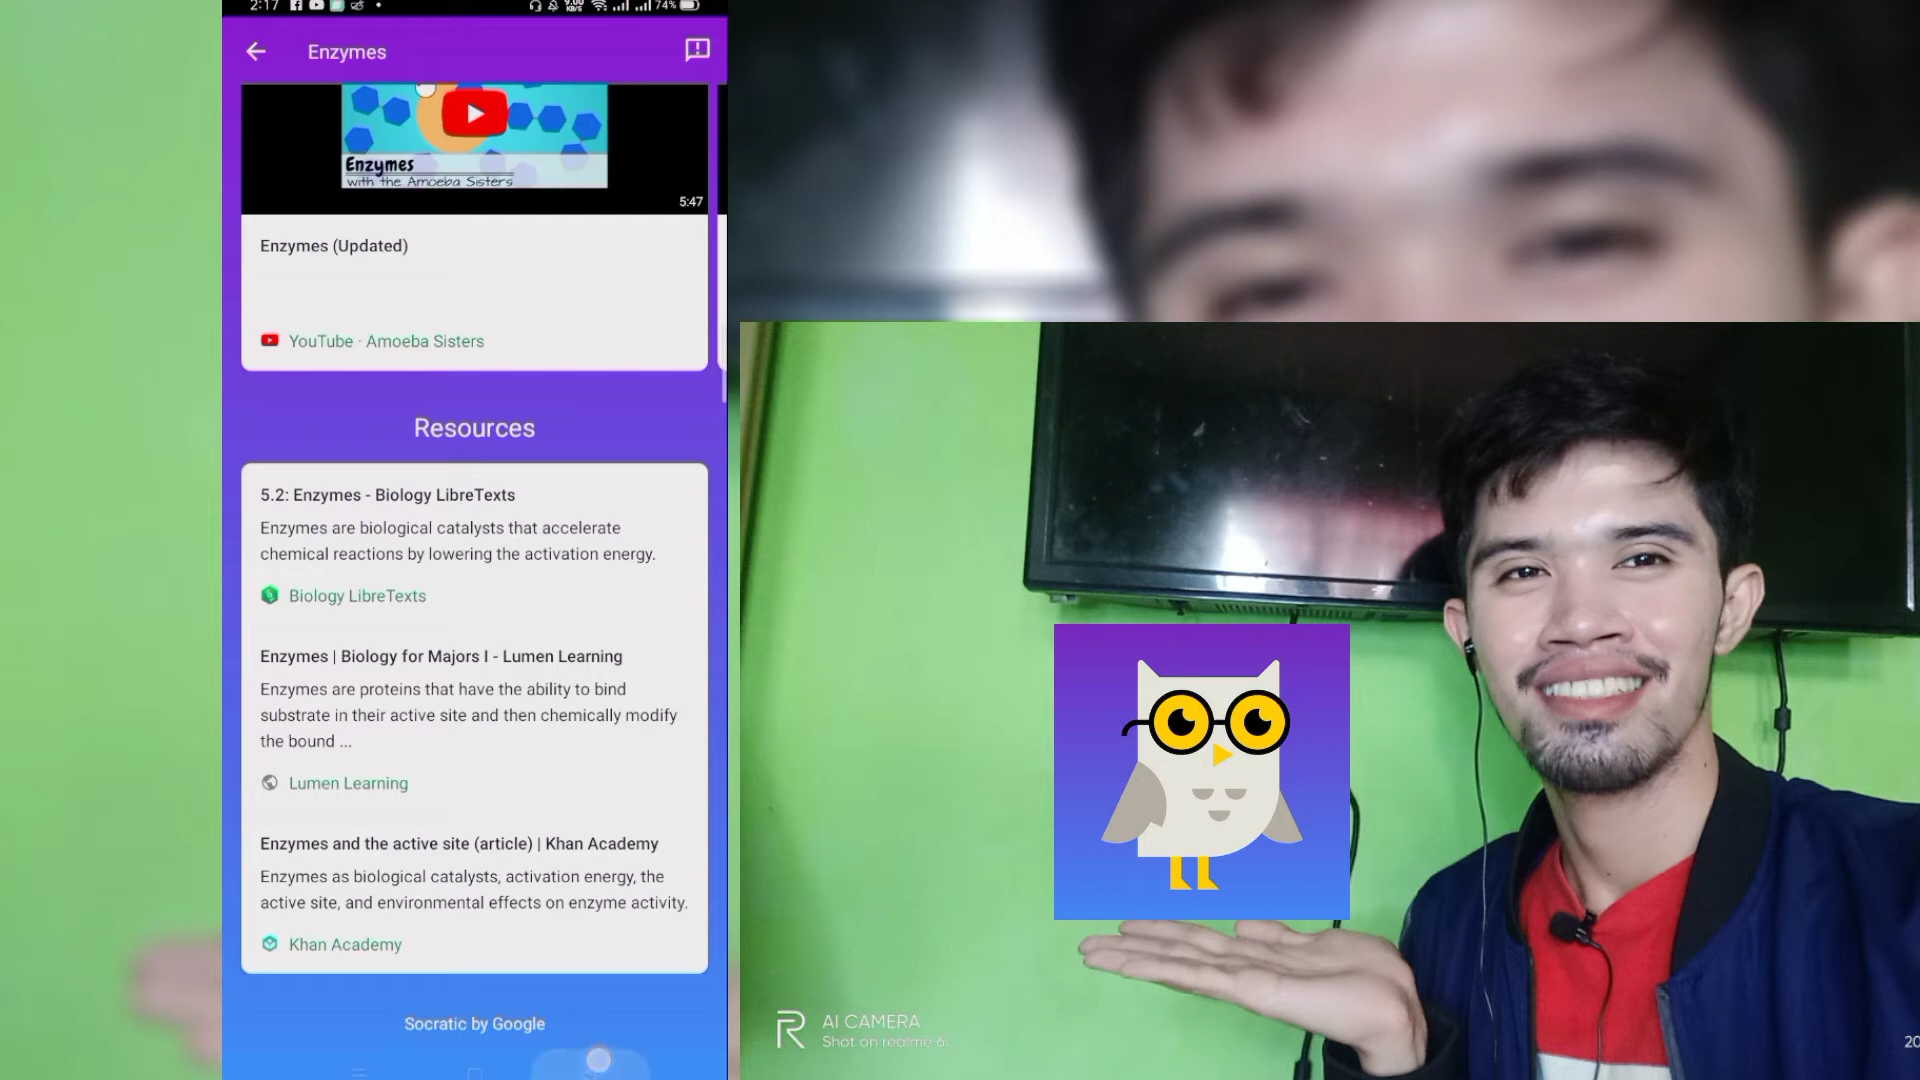 2:17
9.00
KB/S
74%
Enzymes
Enzymes
with the Amoeba Sisters
5:47
Enzymes (Updated)
YouTube · Amoeba Sisters
Resources
5.2: Enzymes - Biology LibreTexts
Enzymes are biological catalysts that accelerate
chemical reactions by lowering the activation energy.
Biology LibreTexts
Enzymes | Biology for Majors I - Lumen Learning
Enzymes are proteins that have the ability to bind
substrate in their active site and then chemically modify
the bound ...
Lumen Learning
Enzymes and the active site (article) | Khan Academy
Enzymes as biological catalysts, activation energy, the
active site, and environmental effects on enzyme activity.
Khan Academy
Socratic by Google
R
AI CAMERA
Shot on realme 6
20